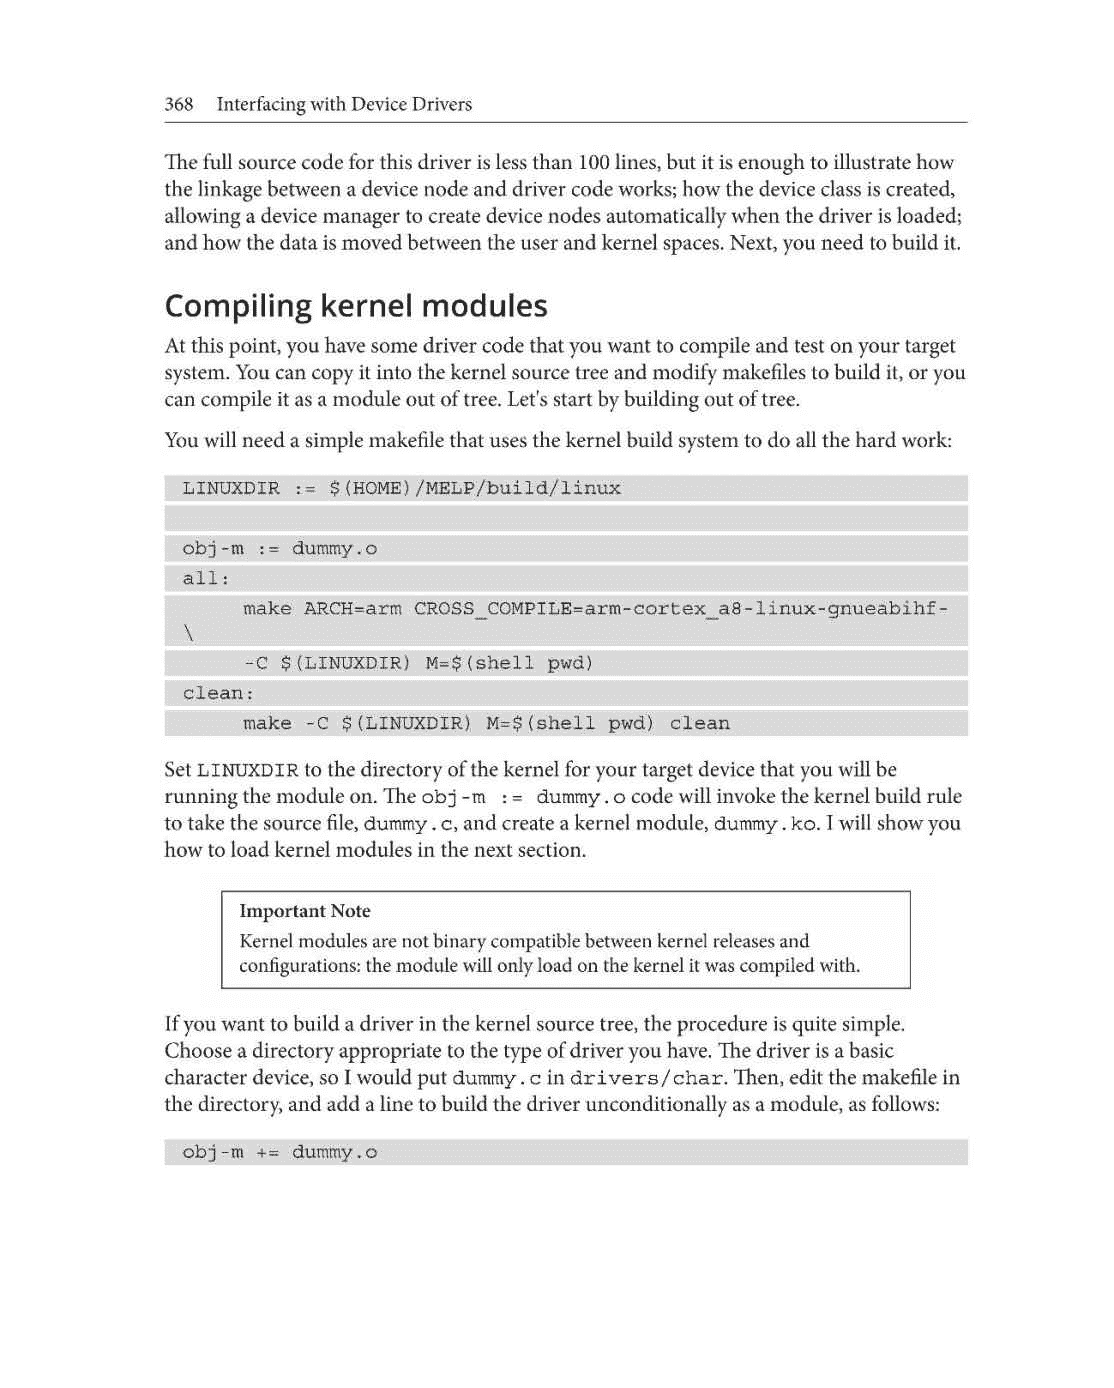 368 Interfacing with Device Drivers
The full source code for this driver is less than 100 lines, but it is enough to illustrate how
the linkage between a device node and driver code works; how the device class is created,
allowing a device manager to create device nodes automatically when the driver is loaded;
and how the data is moved between the user and kernel spaces. Next, you need to build it.
Compiling kernel modules
At this point, you have some driver code that you want to compile and test on your target
system. You can copy it into the kernel source tree and modify makefiles to build it, or you
can compile it as a module out of tree. Let's start by building out of tree.
You will need a simple makefile that uses the kernel build system to do all the hard work:
LINUXDIR := $(HOME)/MELP/build/linux
obj-m := dummy.o
all:
make ARCH=arm CROSS_COMPILE=arm-cortex_a8-linux-gnueabihf-
\
-C $(LINUXDIR) M=$(shell pwd)
clean:
make -C $(LINUXDIR) M=$(shell pwd) clean
Set LINUXDIR to the directory of the kernel for your target device that you will be
running the module on. The obj-m := dummy.o code will invoke the kernel build rule
to take the source file, dummy.c, and create a kernel module, dummy.ko. I will show you
how to load kernel modules in the next section.
Important Note
Kernel modules are not binary compatible between kernel releases and
configurations: the module will only load on the kernel it was compiled with.
If you want to build a driver in the kernel source tree, the procedure is quite simple.
Choose a directory appropriate to the type of driver you have. The driver is a basic
character device, so I would put dummy.c in drivers/char. Then, edit the makefile in
the directory, and add a line to build the driver unconditionally as a module, as follows:
obj-m += dummy.o